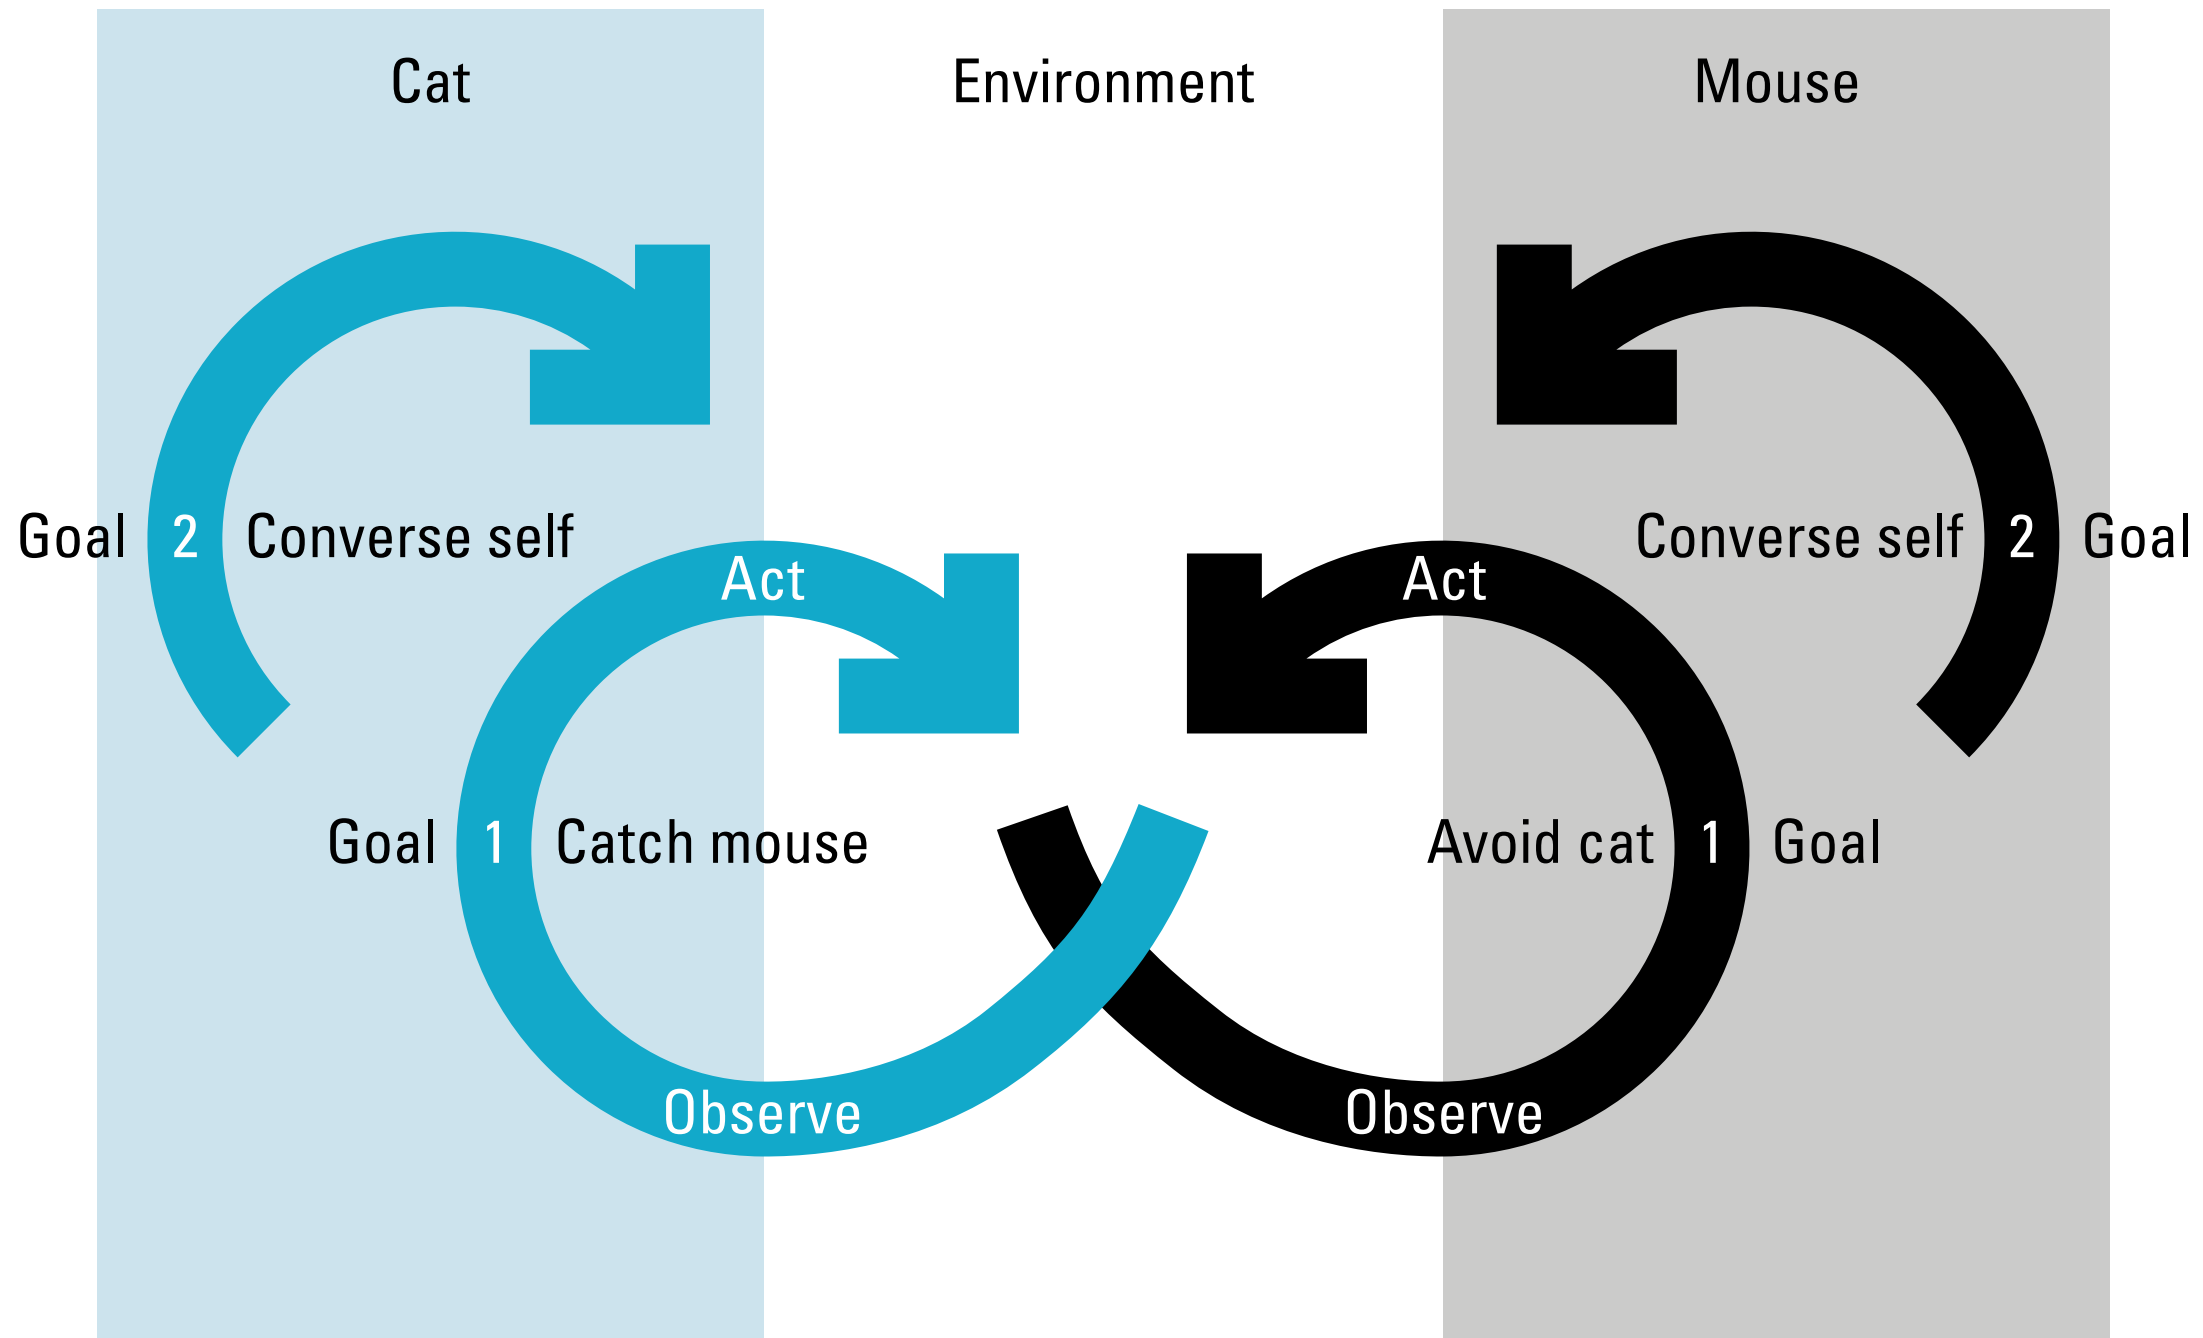 Cat
Environment
Mouse
Goal 2 Converse self
Converse self 2 Goal
Act
Act
Goal 1 Catch mouse
Avoid cat 1 Goal
Observe
Observe